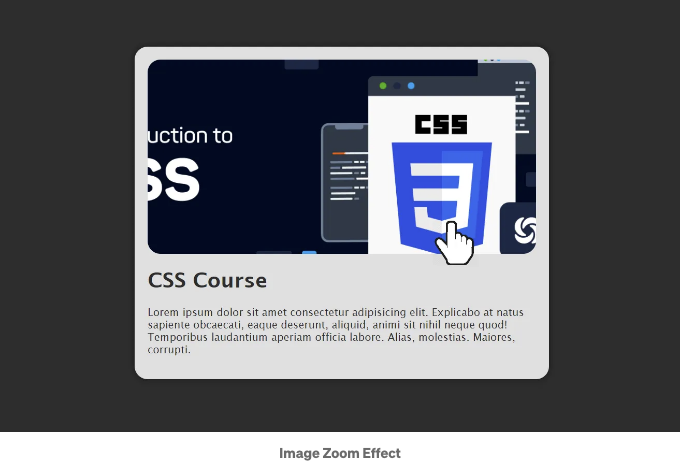 uction to
SS
CSS
CSS Course
Lorem ipsum dolor sit amet consectetur adipisicing elit. Explicabo at natus
sapiente obcaecati, eaque deserunt, aliquid, animi sit nihil neque quod!
Temporibus laudantium aperiam officia labore. Alias, molestias. Maiores,
corrupti.
Image Zoom Effect